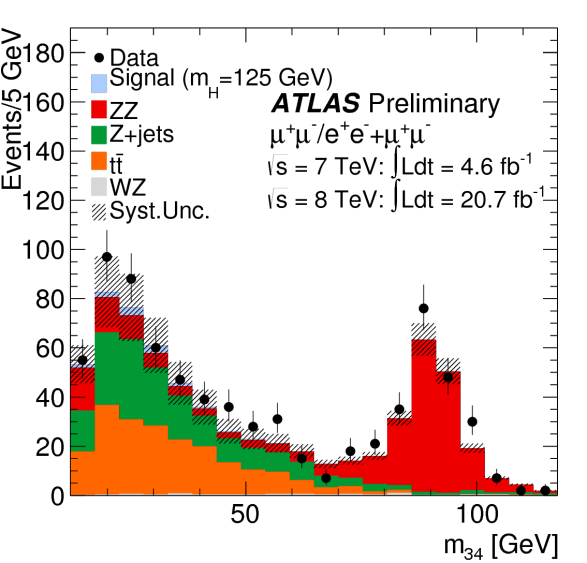 Events/5 GeV
180
160
140
120
100
80
60
40
20
0
Data
Signal (m_H=125 GeV)
ZZ
Z+jets
tt̄
WZ
Syst.Unc.
ATLAS Preliminary
μ⁺μ⁻/e⁺e⁻+μ⁺μ⁻
√s = 7 TeV: ∫Ldt = 4.6 fb⁻¹
√s = 8 TeV: ∫Ldt = 20.7 fb⁻¹
50
100
m₃₄ [GeV]